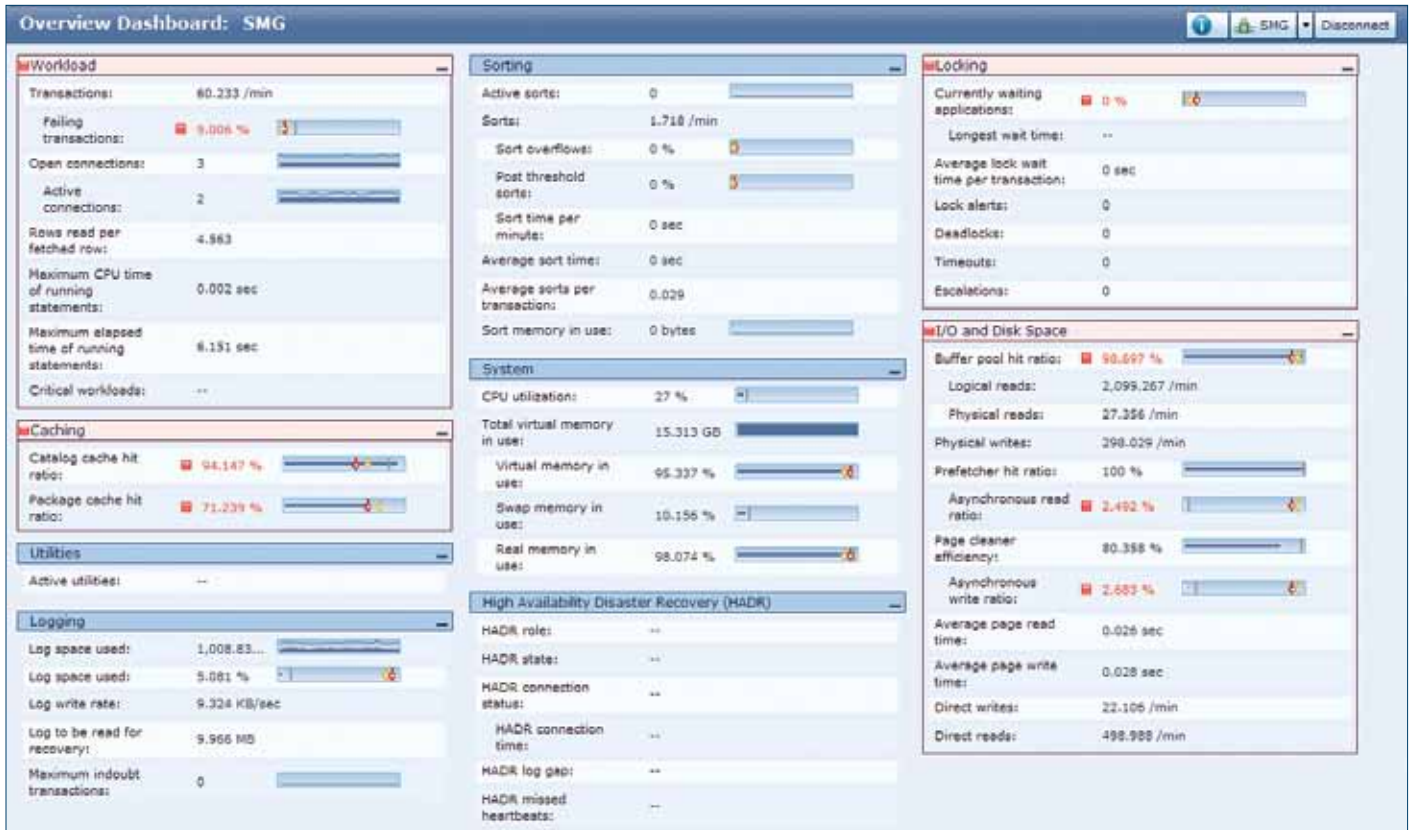 Overview Dashboard: SMG
SMG
Disconnect
Workload
Transactions: 60.233 /min
Failing
transactions: 9.006 %
Open connections: 3
Active
connections: 2
Rows read per
fetched row: 4.563
Maximum CPU time
of running
statements: 0.002 sec
Maximum elapsed
time of running
statements: 6.151 sec
Critical workloads: --
Caching
Catalog cache hit
ratio: 94.147 %
Package cache hit
ratio: 71.239 %
Utilities
Active utilities: --
Logging
Log space used: 1,008.83...
Log space used: 5.081 %
Log write rate: 9.324 KB/sec
Log to be read for
recovery: 9.966 MB
Maximum indoubt
transactions: 0
Sorting
Active sorts: 0
Sorts: 1.718 /min
Sort overflows: 0 %
Post threshold
sorts: 0 %
Sort time per
minute: 0 sec
Average sort time: 0 sec
Average sorts per
transaction: 0.029
Sort memory in use: 0 bytes
System
CPU utilization: 27 %
Total virtual memory
in use: 15.313 GB
Virtual memory in
use: 95.337 %
Swap memory in
use: 10.156 %
Real memory in
use: 98.074 %
High Availability Disaster Recovery (HADR)
HADR role: --
HADR state: --
HADR connection
status: --
HADR connection
time: --
HADR log gap: --
HADR missed
heartbeats: --
Locking
Currently waiting
applications: 0 %
Longest wait time: --
Average lock wait
time per transaction: 0 sec
Lock alerts: 0
Deadlocks: 0
Timeouts: 0
Escalations: 0
I/O and Disk Space
Buffer pool hit ratio: 98.697 %
Logical reads: 2,099.267 /min
Physical reads: 27.356 /min
Physical writes: 298.029 /min
Prefetcher hit ratio: 100 %
Asynchronous read
ratio: 2.492 %
Page cleaner
efficiency: 80.358 %
Asynchronous
write ratio: 2.683 %
Average page read
time: 0.026 sec
Average page write
time: 0.028 sec
Direct writes: 22.106 /min
Direct reads: 498.988 /min